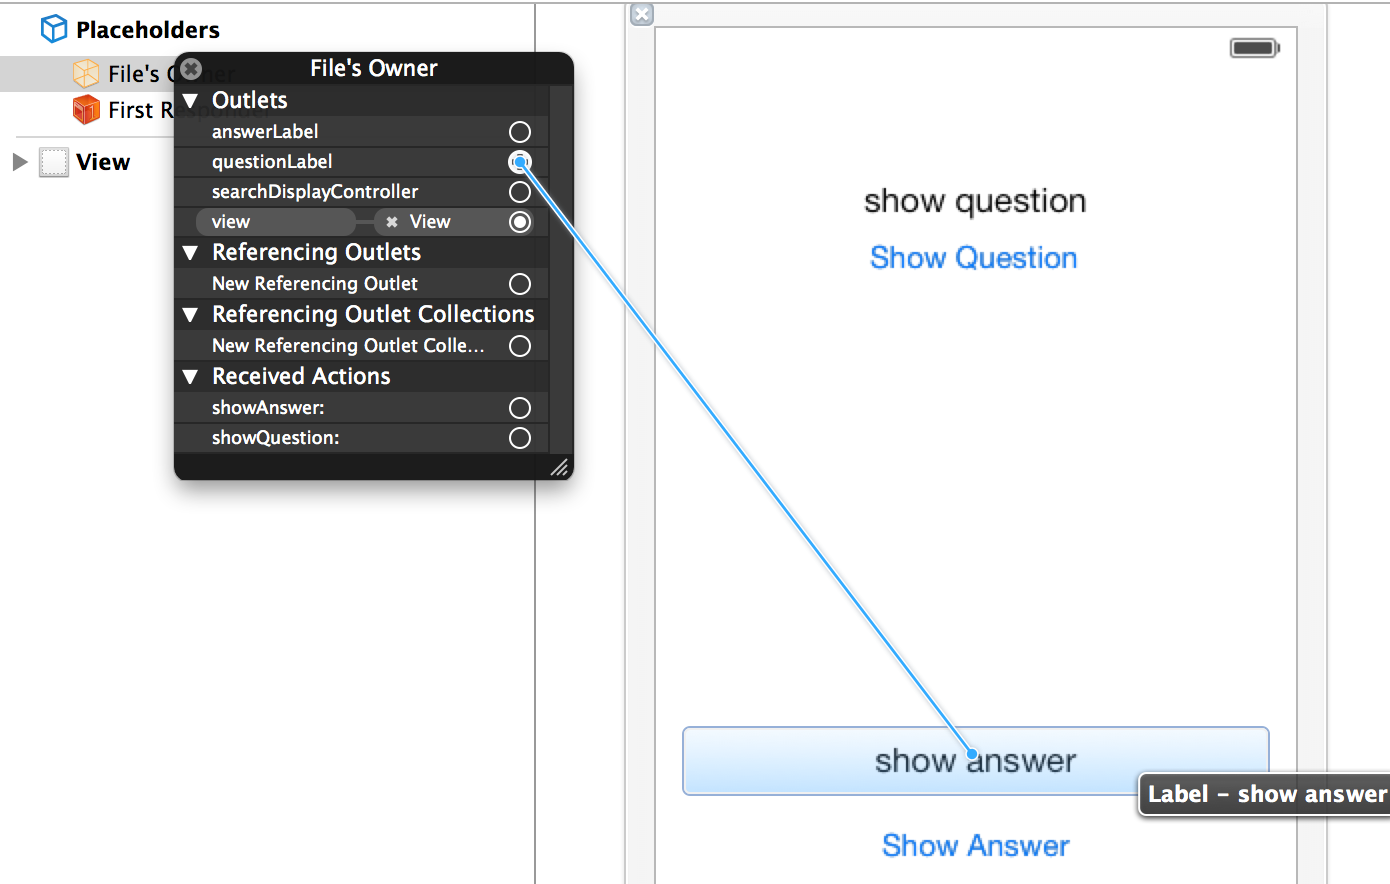 Placeholders
File's Owner
First Responder
View
File's Owner
Outlets
answerLabel
questionLabel
searchDisplayController
view
View
Referencing Outlets
New Referencing Outlet
Referencing Outlet Collections
New Referencing Outlet Colle...
Received Actions
showAnswer:
showQuestion:
show question
Show Question
show answer
Label – show answer
Show Answer